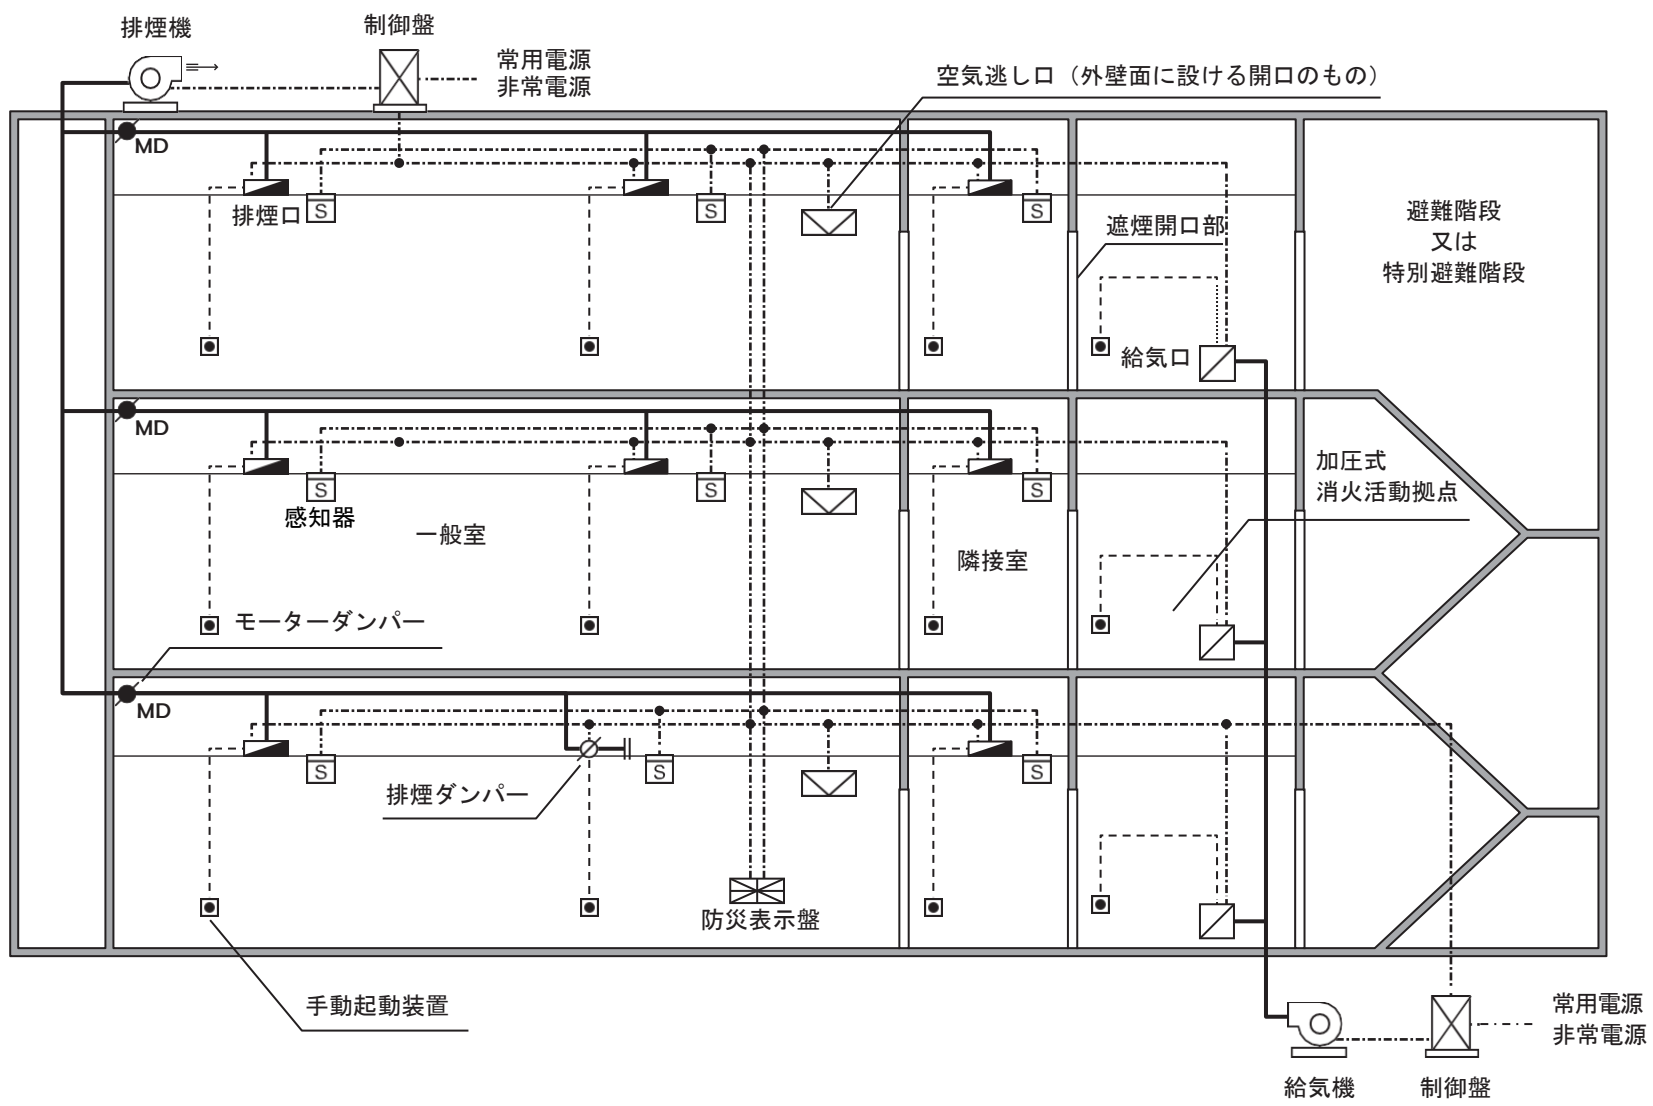 排煙機
制御盤
常用電源
非常電源
空気逃し口（外壁面に設ける開口のもの）
MD
排煙口
S
S
S
遮煙開口部
避難階段
又は
特別避難階段
給気口
MD
S
S
S
感知器
一般室
隣接室
加圧式
消火活動拠点
モーターダンパー
MD
S
S
S
排煙ダンパー
防災表示盤
手動起動装置
常用電源
非常電源
給気機
制御盤